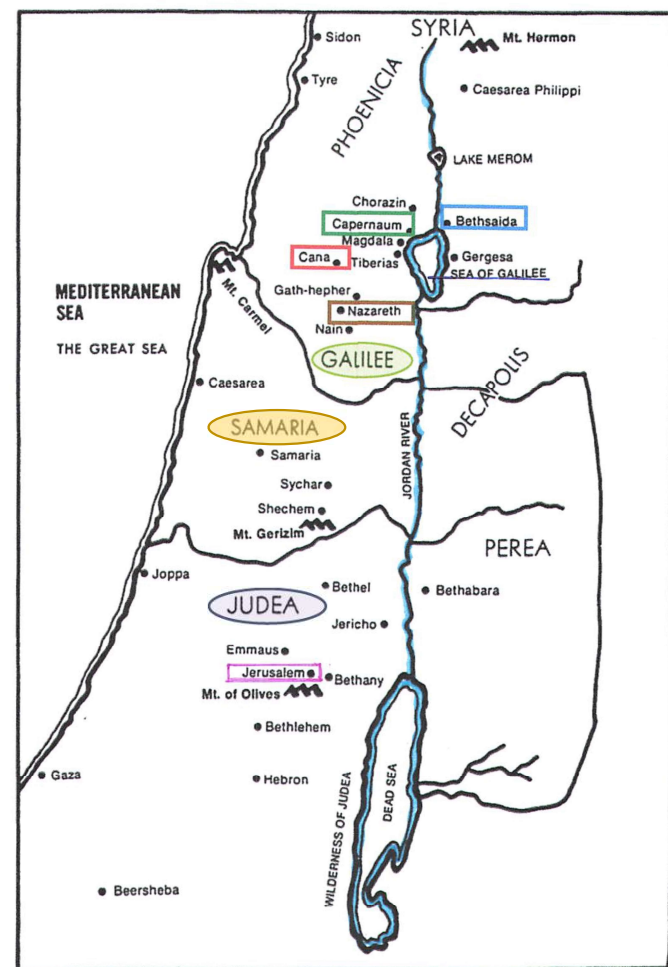 SYRIA
Sidon
Mt. Hermon
Tyre
PHOENICIA
Caesarea Philippi
LAKE MEROM
Chorazin
Capernaum
Bethsaida
Magdala
Cana
Tiberias
Gergesa
SEA OF GALILEE
Mt. Carmel
MEDITERRANEAN
SEA
THE GREAT SEA
Gath-hepher
Nazareth
Nain
GALILEE
Caesarea
DECAPOLIS
SAMARIA
Samaria
JORDAN RIVER
Sychar
Shechem
Mt. Gerizim
PEREA
Joppa
Bethel
Bethabara
JUDEA
Jericho
Emmaus
Jerusalem
Bethany
Mt. of Olives
Bethlehem
Gaza
Hebron
DEAD SEA
WILDERNESS OF JUDEA
Beersheba